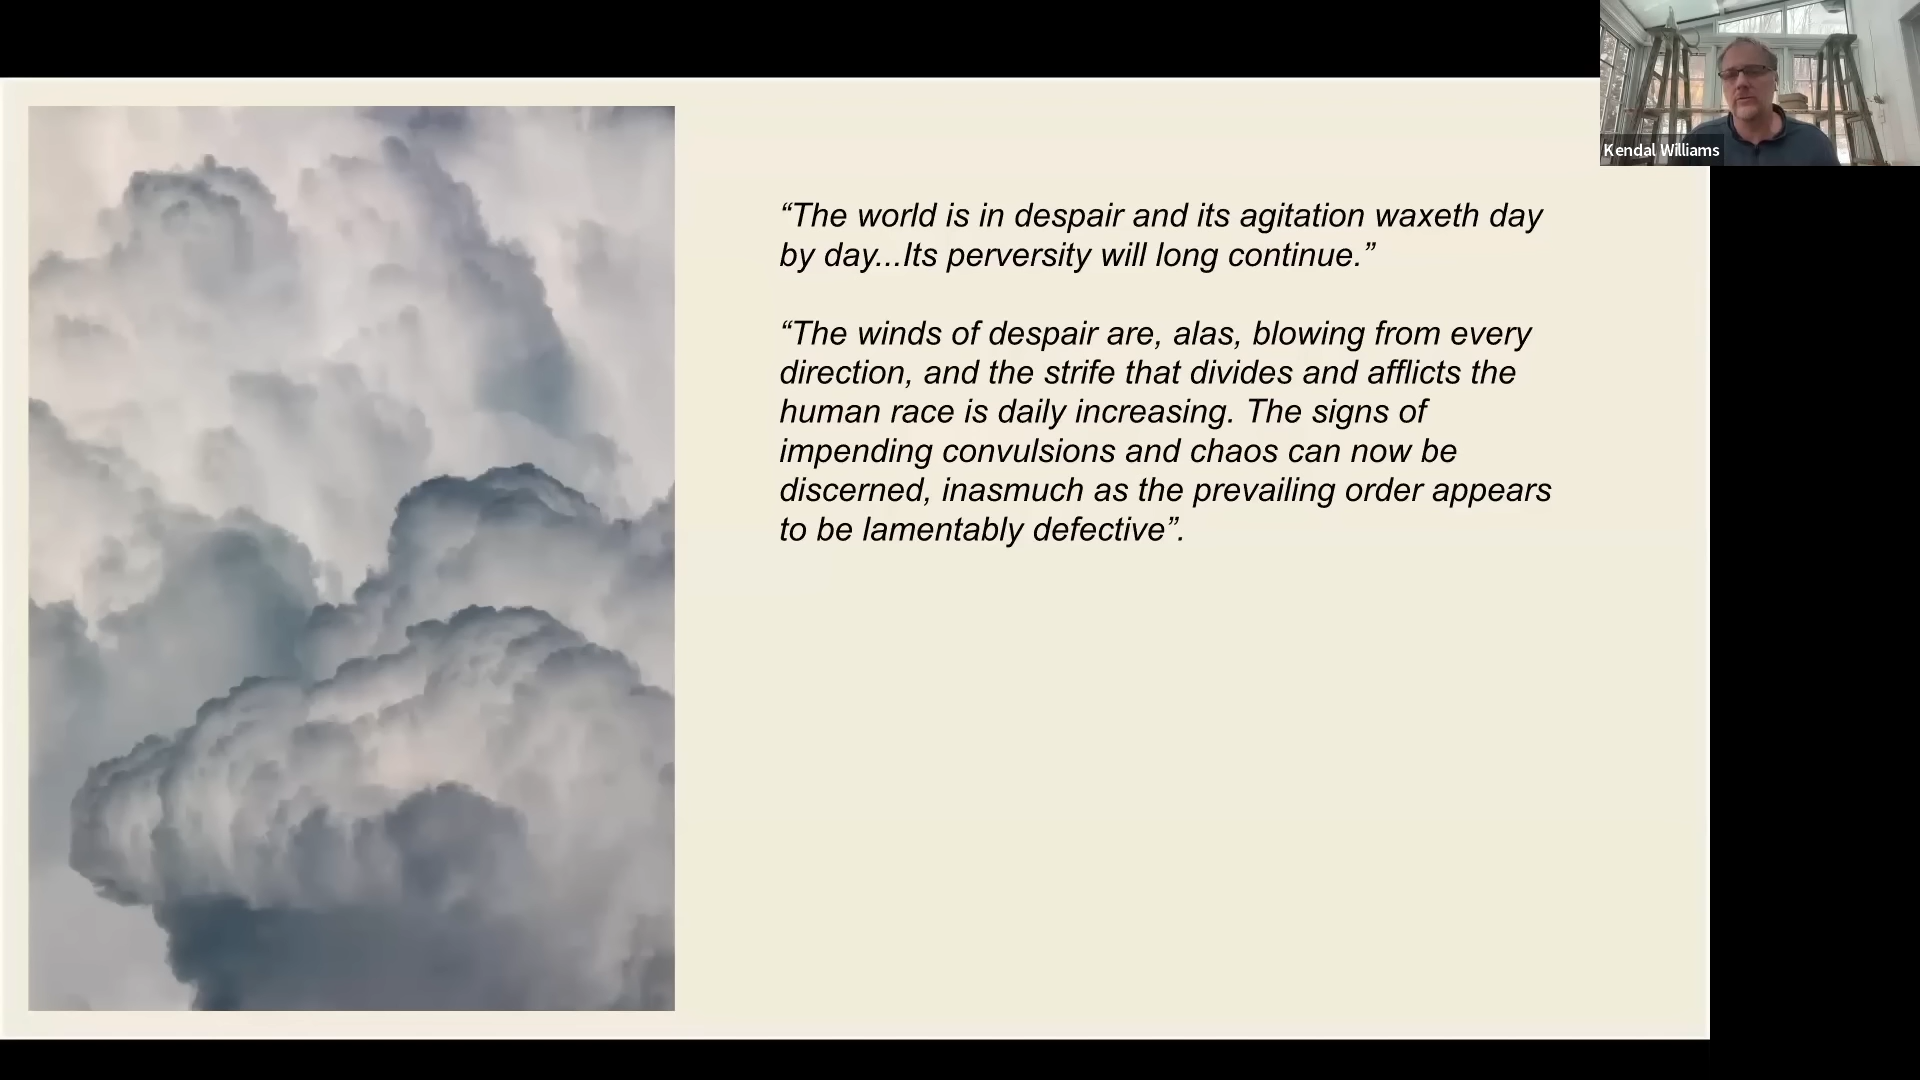 Kendal Williams
“The world is in despair and its agitation waxeth day
by day...Its perversity will long continue.”
“The winds of despair are, alas, blowing from every
direction, and the strife that divides and afflicts the
human race is daily increasing. The signs of
impending convulsions and chaos can now be
discerned, inasmuch as the prevailing order appears
to be lamentably defective”.